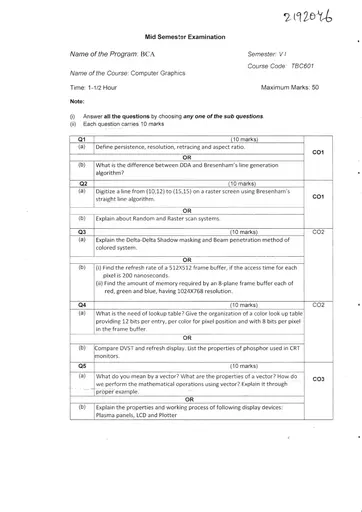 2192046
Mid Semester Examination
Name of the Program: BCA Semester: V I
Course Code: TBC601
Name of the Course: Computer Graphics
Time: 1-1/2 Hour Maximum Marks: 50
Note:
(i) Answer all the questions by choosing any one of the sub questions
(ii) Each question carries 10 marks
Q1 (10 marks)
(a) Define persistence, resolution, retracing and aspect ratio.
CO1
OR
(b) What is the difference between DDA and Bresenham's line generation
algorithm?
Q2 (10 marks)
(a) Digitize a line from (10,12) to (15,15) on a raster screen using Bresenham's
straight line algorithm.
CO1
OR
(b) Explain about Random and Raster scan systems.
Q3 (10 marks) CO2
(a) Explain the Delta-Delta Shadow masking and Beam penetration method of
colored system.
OR
(b) (i) Find the refresh rate of a 512X512 frame buffer, if the access time for each
pixel is 200 nanoseconds.
(ii) Find the amount of memory required by an 8-plane frame buffer each of
red, green and blue, having 1024X768 resolution.
Q4 (10 marks) CO2
(a) What is the need of lookup table? Give the organization of a color look up table
providing 12 bits per entry, per color for pixel position and with 8 bits per pixel
in the frame buffer.
OR
(b) Compare DVST and refresh display. List the properties of phosphor used in CRT
monitors.
Q5 (10 marks)
(a) What do you mean by a vector? What are the properties of a vector? How do
we perform the mathematical operations using vector? Explain it through
proper example.
CO3
OR
(b) Explain the properties and working process of following display devices:
Plasma panels, LCD and Plotter